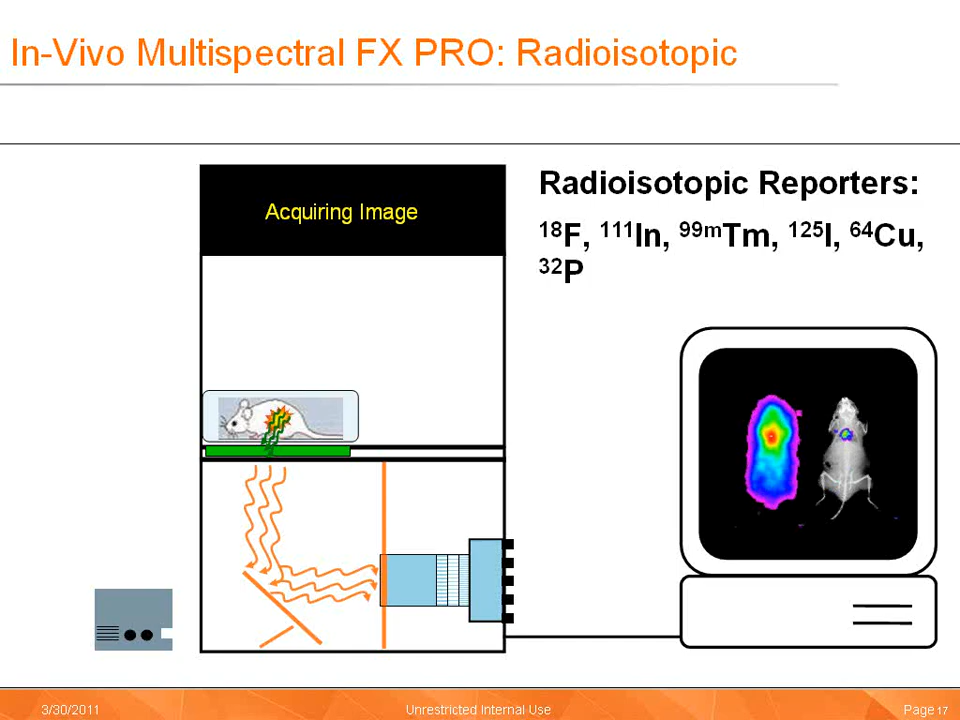 In-Vivo Multispectral FX PRO: Radioisotopic
Acquiring Image
Radioisotopic Reporters:
¹⁸F, ¹¹¹In, ⁹⁹ᵐTm, ¹²⁵I, ⁶⁴Cu,
³²P
3/30/2011
Unrestricted Internal Use
Page 17